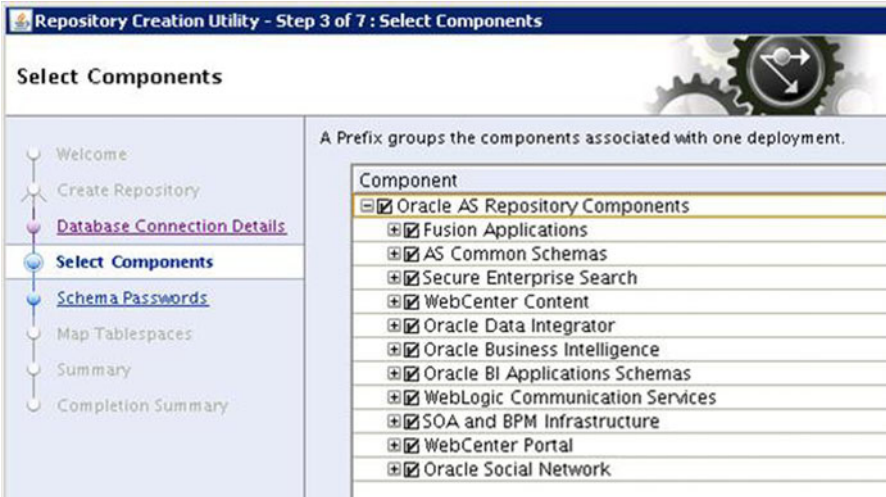 Repository Creation Utility - Step 3 of 7 : Select Components
Select Components
Welcome
Create Repository
Database Connection Details
Select Components
Schema Passwords
Map Tablespaces
Summary
Completion Summary
A Prefix groups the components associated with one deployment.
Component
Oracle AS Repository Components
Fusion Applications
AS Common Schemas
Secure Enterprise Search
WebCenter Content
Oracle Data Integrator
Oracle Business Intelligence
Oracle BI Applications Schemas
WebLogic Communication Services
SOA and BPM Infrastructure
WebCenter Portal
Oracle Social Network